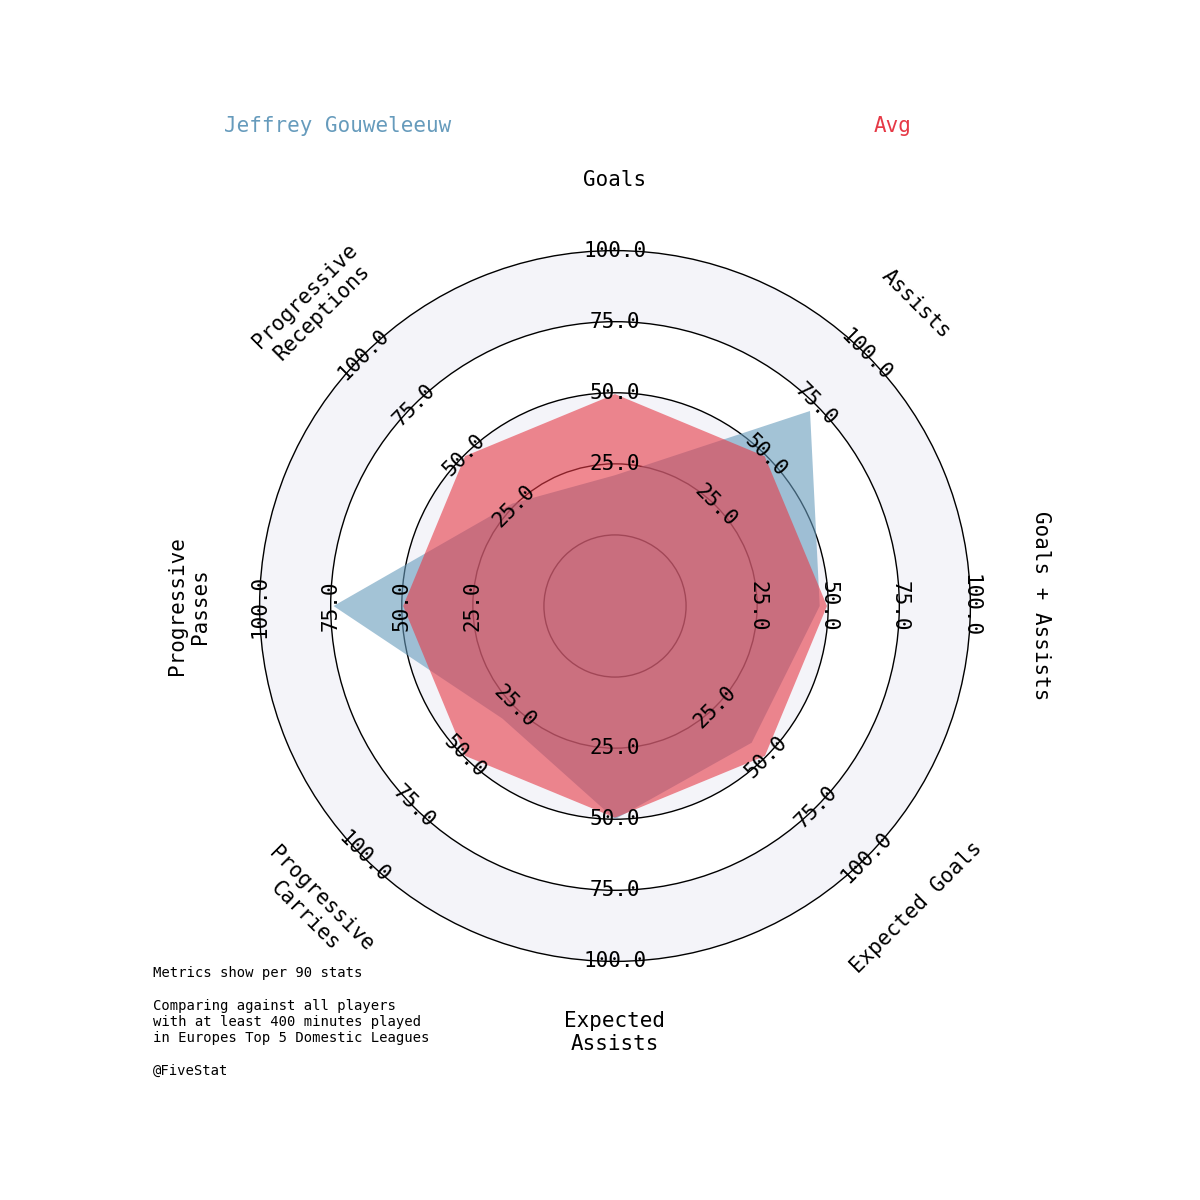 Jeffrey Gouweleeuw
Avg
Goals
Progressive
Receptions
Assists
100.0
100.0
100.0
75.0
75.0
75.0
50.0
50.0
50.0
25.0
25.0
25.0
Progressive
Passes
100.0
75.0
50.0
25.0
25.0
50.0
75.0
100.0
Goals + Assists
25.0
25.0
25.0
50.0
50.0
50.0
75.0
75.0
75.0
100.0
100.0
100.0
Progressive
Carries
Expected Goals
Expected
Assists
Metrics show per 90 stats
Comparing against all players
with at least 400 minutes played
in Europes Top 5 Domestic Leagues
@FiveStat